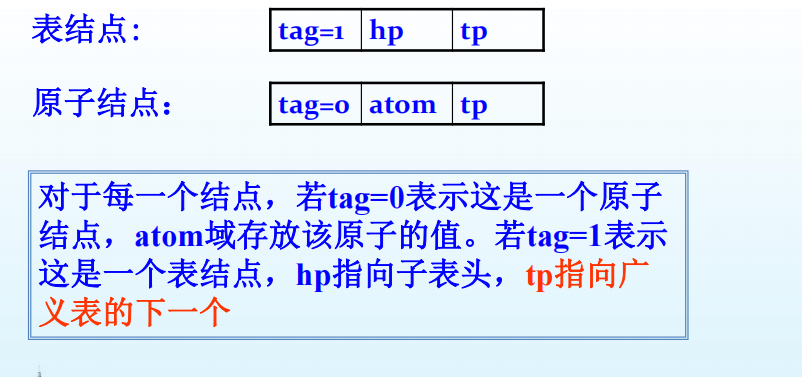 表结点: tag=1 hp tp
原子结点： tag=0 atom tp
对于每一个结点，若tag=0表示这是一个原子
结点，atom域存放该原子的值。若tag=1表示
这是一个表结点，hp指向子表头，tp指向广
义表的下一个